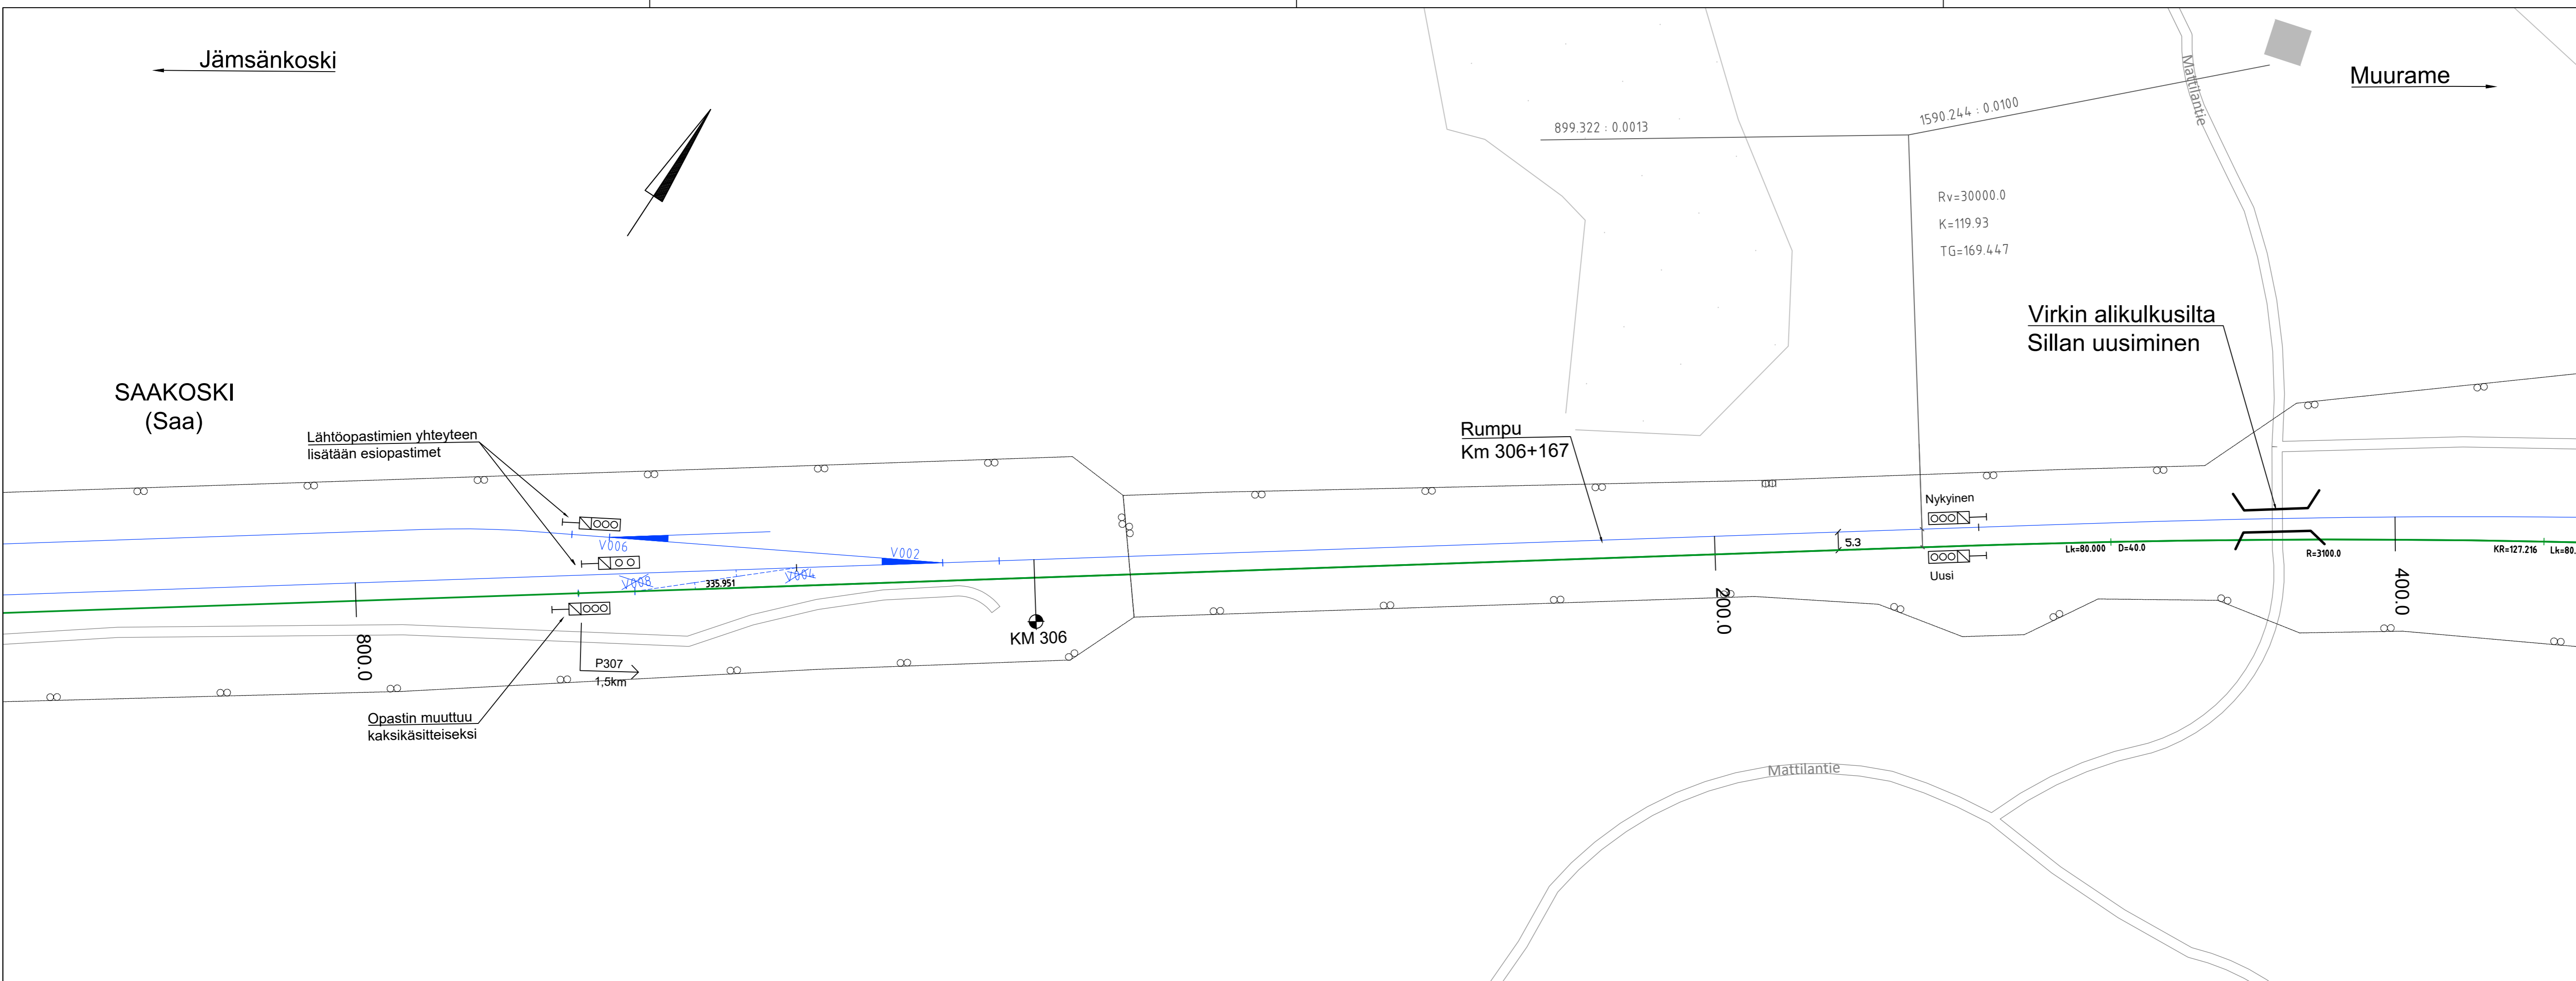 Jämsänkoski
Muurame
Mattilantie
899.322 : 0.0013
1590.244 : 0.0100
Rv=30000.0
K=119.93
TG=169.447
Virkin alikulkusilta
Sillan uusiminen
SAAKOSKI
(Saa)
Lähtöopastimien yhteyteen
lisätään esiopastimet
Rumpu
Km 306+167
Nykyinen
V006
V002
V008
335.951
V004
5.3
Uusi
Lk=80.000
D=40.0
R=3100.0
KR=127.216
Lk=80.
800.0
KM 306
200.0
400.0
P307
1,5km
Opastin muuttuu
kaksikäsitteiseksi
Mattilantie